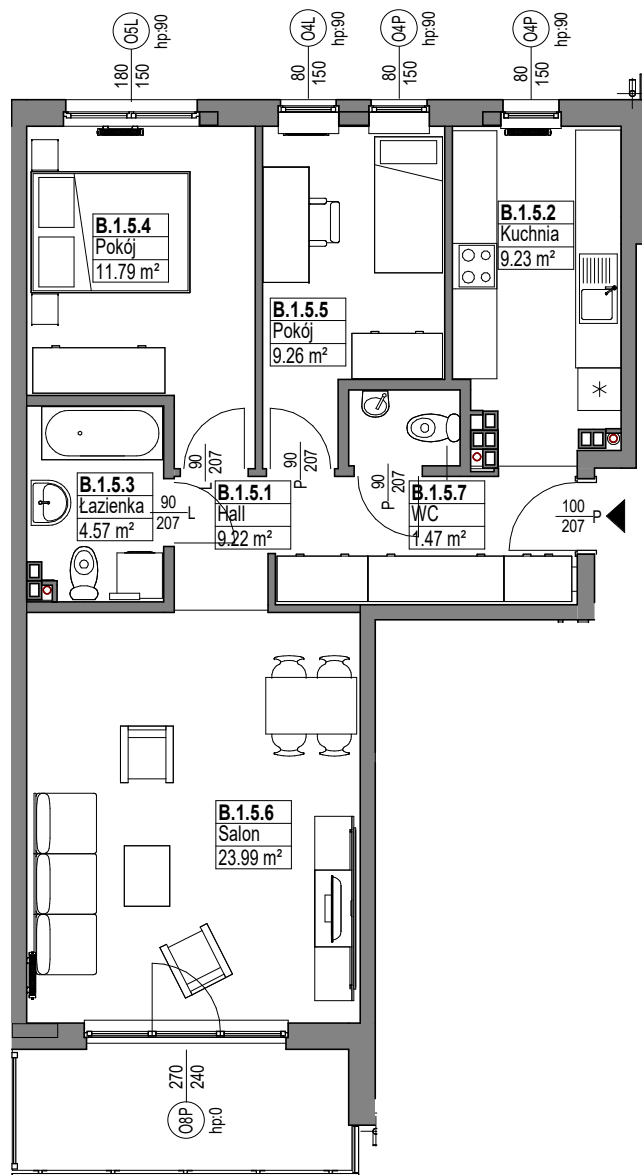 O5L
hp:90
180
150
O4L
hp:90
80
150
O4P
hp:90
80
150
O4P
hp:90
80
150
B.1.5.4
Pokój
11.79 m²
B.1.5.2
Kuchnia
9.23 m²
B.1.5.5
Pokój
9.26 m²
B.1.5.3
Łazienka
4.57 m²
90
207
L
90
207
L
B.1.5.1
Hall
9.22 m²
90
207
P
90
207
P
B.1.5.7
WC
1.47 m²
100
207
P
B.1.5.6
Salon
23.99 m²
270
240
O8P
hp:0